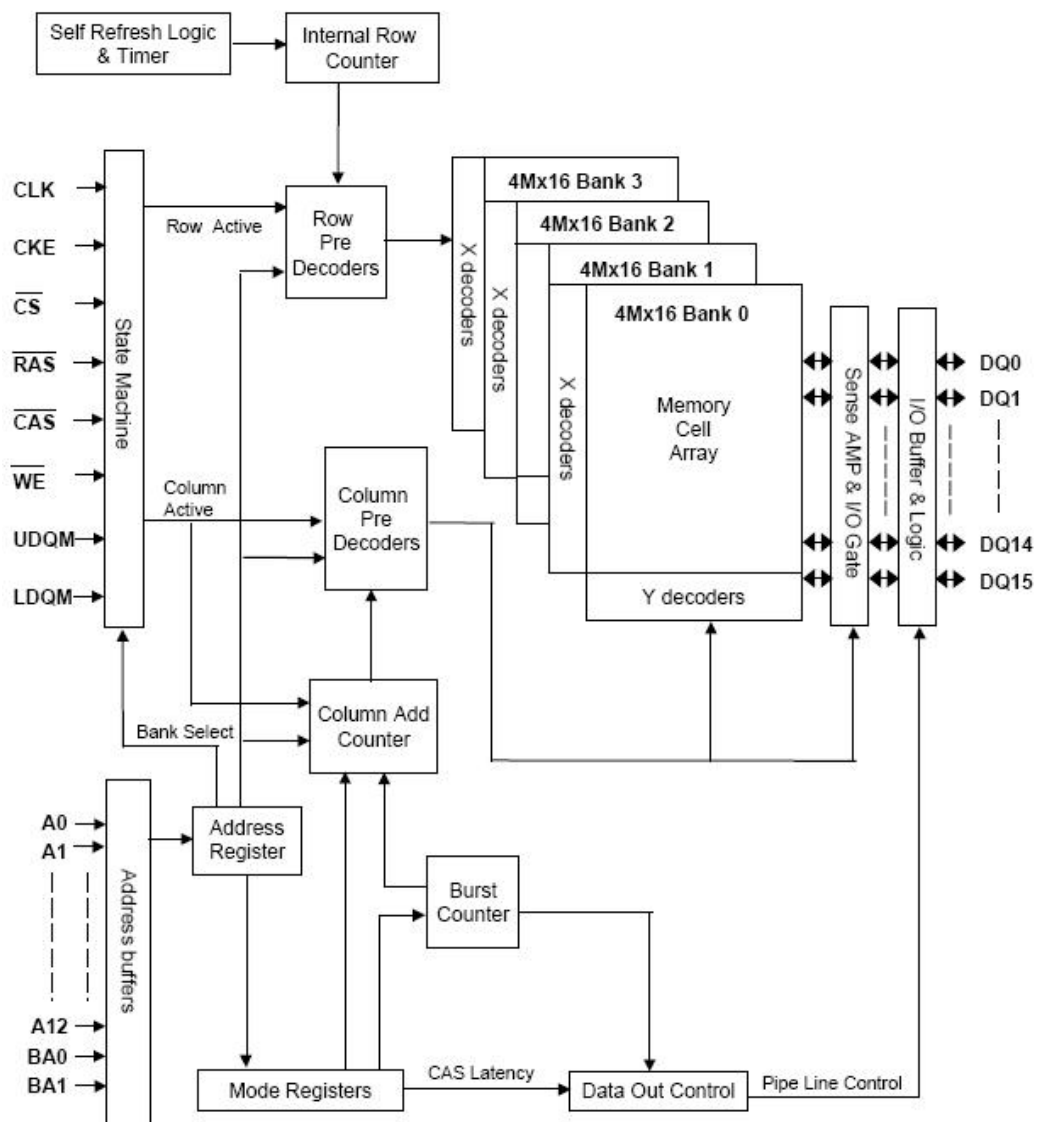 Self Refresh Logic
& Timer
Internal Row
Counter
CLK
CKE
CS
RAS
CAS
WE
UDQM
LDQM
State Machine
Row Active
Row
Pre
Decoders
X decoders
X decoders
X decoders
4Mx16 Bank 3
4Mx16 Bank 2
4Mx16 Bank 1
4Mx16 Bank 0
Memory
Cell
Array
Y decoders
Sense AMP & I/O Gate
I/O Buffer & Logic
DQ0
DQ1
DQ14
DQ15
Column
Active
Column
Pre
Decoders
Column Add
Counter
Bank Select
A0
A1
A12
BA0
BA1
Address buffers
Address
Register
Burst
Counter
Mode Registers
CAS Latency
Data Out Control
Pipe Line Control